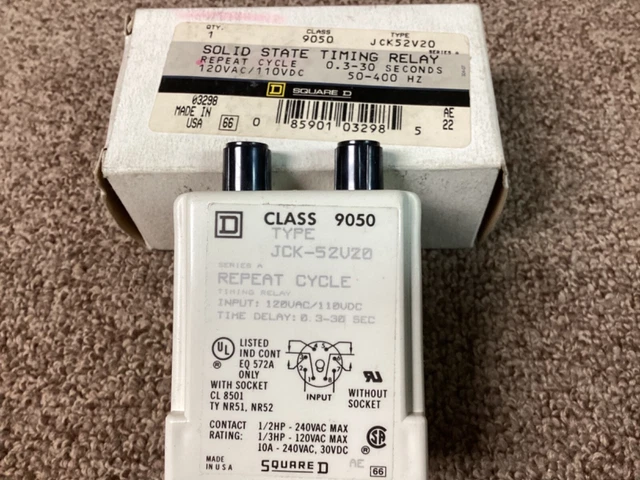 QTY. CLASS TYPE
1 9050 JCK52V20 SERIES A
SOLID STATE TIMING RELAY
REPEAT CYCLE 0.3-30 SECONDS
120VAC/110VDC 50-400 HZ
D SQUARE D
03298
MADE IN
USA 66 0 85901 03298 5
AE
22
D CLASS 9050
TYPE
JCK-52V20
SERIES A
REPEAT CYCLE
TIMING RELAY
INPUT: 120VAC/110VDC
TIME DELAY: 0.3-30 SEC
UL ® LISTED
IND CONT
EQ 572A
ONLY
WITH SOCKET
CL 8501
TY NR51, NR52
INPUT
WITHOUT
SOCKET
CONTACT 1/2HP - 240VAC MAX
RATING: 1/3HP - 120VAC MAX
10A - 240VAC, 30VDC
MADE IN
U S A
SQUARE D
AE 66